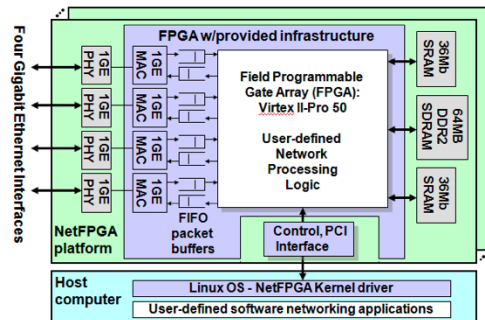 FPGA w/provided infrastructure
Four Gigabit Ethernet Interfaces
1GE
PHY
1GE
MAC
1GE
PHY
1GE
MAC
1GE
PHY
1GE
MAC
1GE
PHY
1GE
MAC
Field Programmable
Gate Array (FPGA):
Virtex II-Pro 50
User-defined
Network
Processing
Logic
36Mb
SRAM
64MB
DDR2
SDRAM
36Mb
SRAM
FIFO
packet
buffers
NetFPGA
platform
Control, PCI
Interface
Host
computer
Linux OS - NetFPGA Kernel driver
User-defined software networking applications